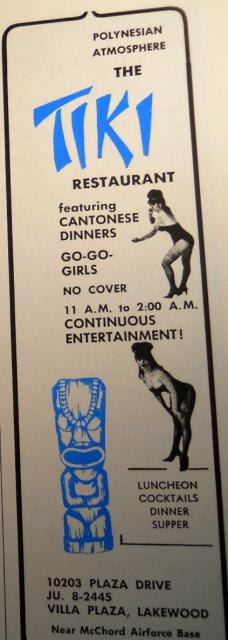 POLYNESIAN
ATMOSPHERE
THE
TIKI
RESTAURANT
featuring
CANTONESE
DINNERS
GO-GO-
GIRLS
NO COVER
11 A.M. to 2:00 A.M.
CONTINUOUS
ENTERTAINMENT!
LUNCHEON
COCKTAILS
DINNER
SUPPER
10203 PLAZA DRIVE
JU. 8-2445
VILLA PLAZA, LAKEWOOD
Near McChord Airforce Base